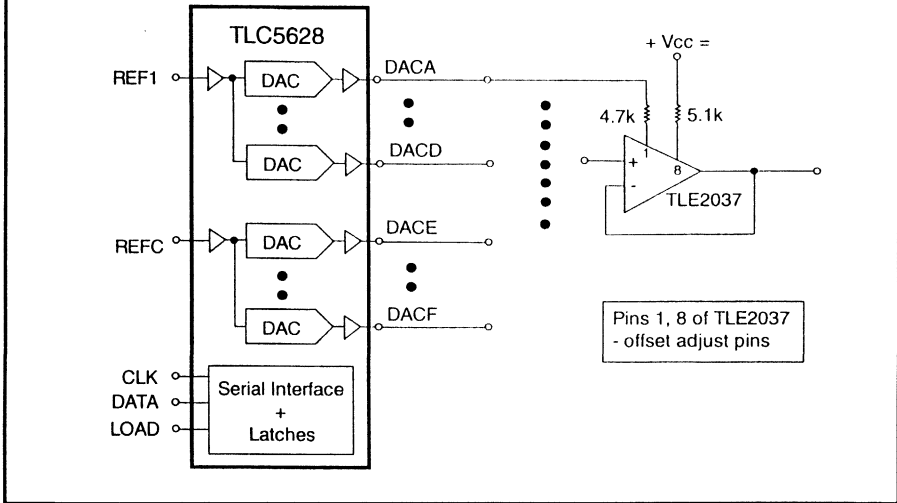 TLC5628
REF1
DAC
DACA
DAC
DACD
REFC
DAC
DACE
DAC
DACF
CLK
DATA
LOAD
Serial Interface
+
Latches
+ Vcc =
4.7k
5.1k
1
8
+
-
TLE2037
Pins 1, 8 of TLE2037
- offset adjust pins